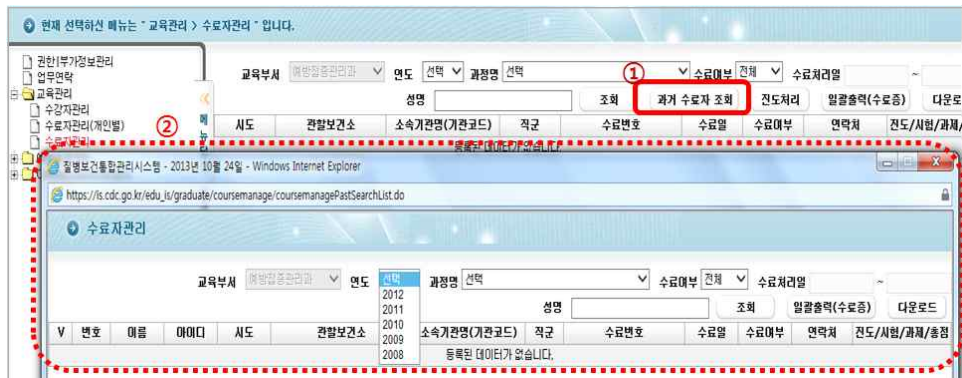 현재 선택하신 메뉴는 " 교육관리 > 수료자관리 " 입니다.
권한|부가정보관리
업무연락
교육관리
수강자관리
수료자관리(개인별)
수료자관리
메
뉴
교육부서 예방접종관리과 연도 선택 과정명 선택 ① 수료여부 전체 수료처리일 ~
성명 조회 과거 수료자 조회 진도처리 일괄출력(수료증) 다운로
② 시도 관할보건소 소속기관명(기관코드) 직군 수료번호 수료일 수료여부 연락처 진도/시험/과제/
등록된 데이터가 없습니다.
질병보건통합관리시스템 - 2013년 10월 24일 - Windows Internet Explorer
https://is.cdc.go.kr/edu_is/graduate/coursemanage/coursemanagePastSearchList.do
수료자관리
교육부서 예방접종관리과 연도 선택 과정명 선택 수료여부 전체 수료처리일 ~
2012
2011
2010
2009
2008
성명 조회 일괄출력(수료증) 다운로드
V 번호 이름 아이디 시도 관할보건소 소속기관명(기관코드) 직군 수료번호 수료일 수료여부 연락처 진도/시험/과제/총점
등록된 데이터가 없습니다.